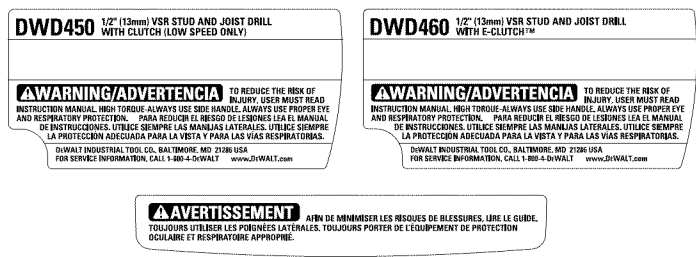 DWD450 1/2" (13mm) VSR STUD AND JOIST DRILL
WITH CLUTCH (LOW SPEED ONLY)
WARNING/ADVERTENCIA TO REDUCE THE RISK OF
INJURY, USER MUST READ
INSTRUCTION MANUAL. HIGH TORQUE-ALWAYS USE SIDE HANDLE. ALWAYS USE PROPER EYE
AND RESPIRATORY PROTECTION. PARA REDUCIR EL RIESGO DE LESIONES LEA EL MANUAL
DE INSTRUCCIONES. UTILICE SIEMPRE LAS MANIJAS LATERALES. UTILICE SIEMPRE
LA PROTECCIÓN ADECUADA PARA LA VISTA Y PARA LAS VÍAS RESPIRATORIAS.
DEWALT INDUSTRIAL TOOL CO., BALTIMORE, MD 21286 USA
FOR SERVICE INFORMATION, CALL 1-800-4-DEWALT www.DEWALT.com
DWD460 1/2" (13mm) VSR STUD AND JOIST DRILL
WITH E-CLUTCH™
WARNING/ADVERTENCIA TO REDUCE THE RISK OF
INJURY, USER MUST READ
INSTRUCTION MANUAL. HIGH TORQUE-ALWAYS USE SIDE HANDLE. ALWAYS USE PROPER EYE
AND RESPIRATORY PROTECTION. PARA REDUCIR EL RIESGO DE LESIONES LEA EL MANUAL
DE INSTRUCCIONES. UTILICE SIEMPRE LAS MANIJAS LATERALES. UTILICE SIEMPRE
LA PROTECCIÓN ADECUADA PARA LA VISTA Y PARA LAS VÍAS RESPIRATORIAS.
DEWALT INDUSTRIAL TOOL CO., BALTIMORE, MD 21286 USA
FOR SERVICE INFORMATION, CALL 1-800-4-DEWALT www.DEWALT.com
AVERTISSEMENT AFIN DE MINIMISER LES RISQUES DE BLESSURES, LIRE LE GUIDE.
TOUJOURS UTILISER LES POIGNÉES LATÉRALES. TOUJOURS PORTER DE L'ÉQUIPEMENT DE PROTECTION
OCULAIRE ET RESPIRATOIRE APPROPRIÉ.